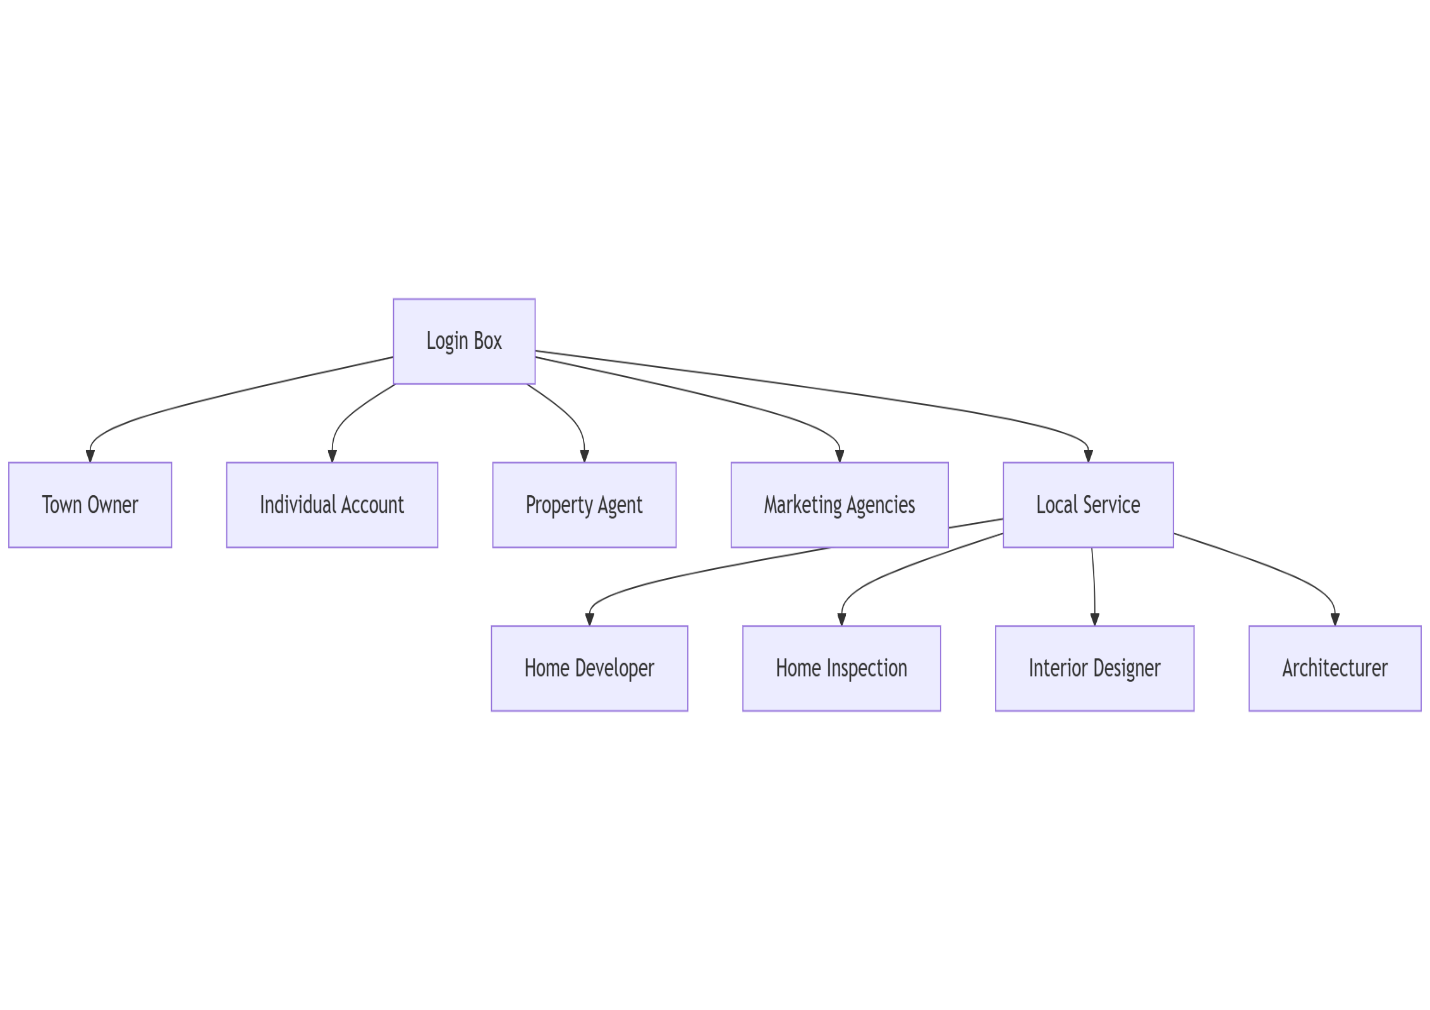 Login Box
Town Owner
Individual Account
Property Agent
Marketing Agencies
Local Service
Home Developer
Home Inspection
Interior Designer
Architecturer